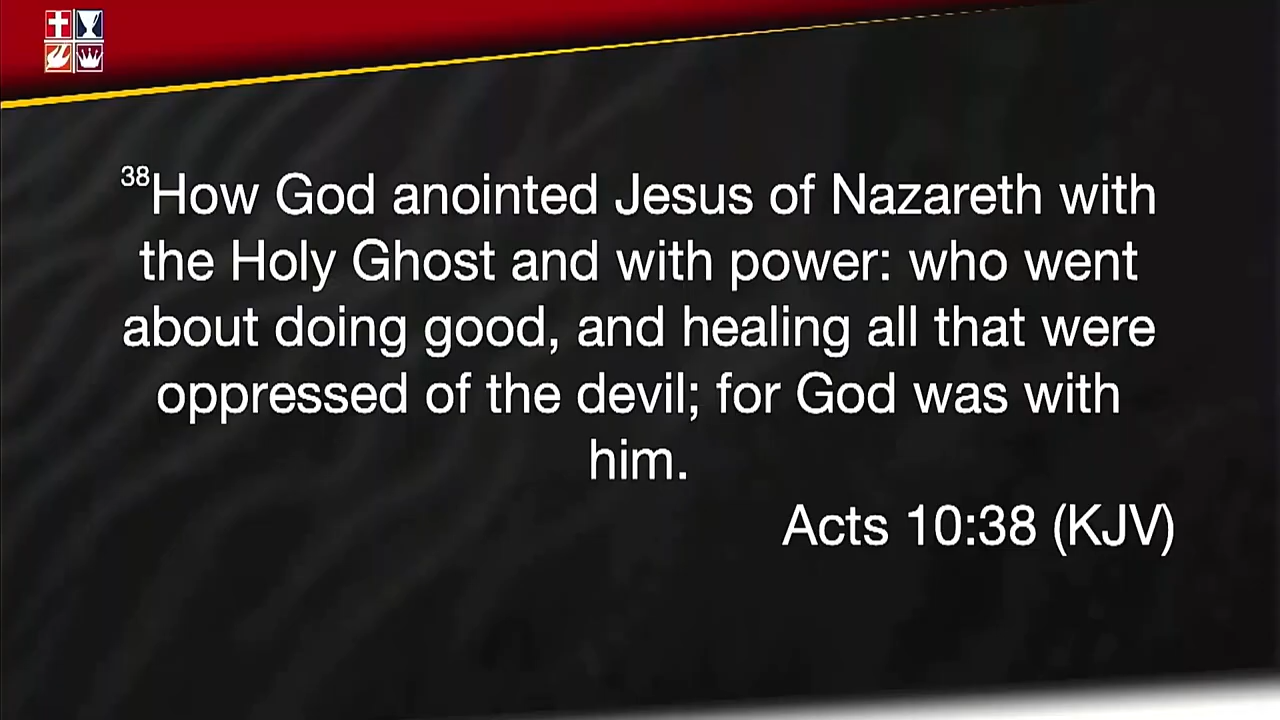 38How God anointed Jesus of Nazareth with
the Holy Ghost and with power: who went
about doing good, and healing all that were
oppressed of the devil; for God was with
him.
Acts 10:38 (KJV)